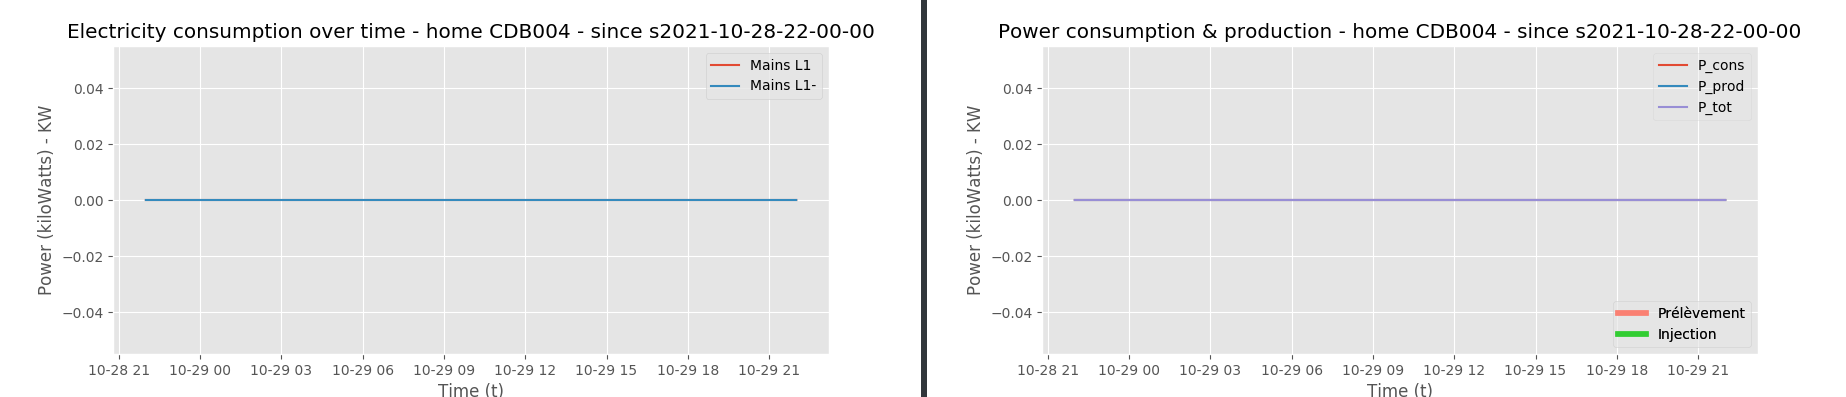 Electricity consumption over time - home CDB004 - since s2021-10-28-22-00-00
Mains L1
Mains L1-
Power (kiloWatts) - KW
0.04
0.02
0.00
−0.02
−0.04
10-28 21 10-29 00 10-29 03 10-29 06 10-29 09 10-29 12 10-29 15 10-29 18 10-29 21
Time (t)
Power consumption & production - home CDB004 - since s2021-10-28-22-00-00
P_cons
P_prod
P_tot
Power (kiloWatts) - KW
0.04
0.02
0.00
−0.02
−0.04
Prélèvement
Injection
10-28 21 10-29 00 10-29 03 10-29 06 10-29 09 10-29 12 10-29 15 10-29 18 10-29 21
Time (t)